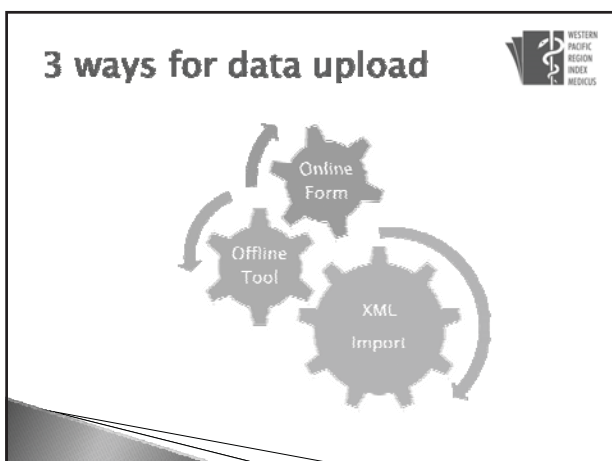 3 ways for data upload
WESTERN
PACIFIC
REGION
INDEX
MEDICUS
Online
Form
Offline
Tool
XML
Import